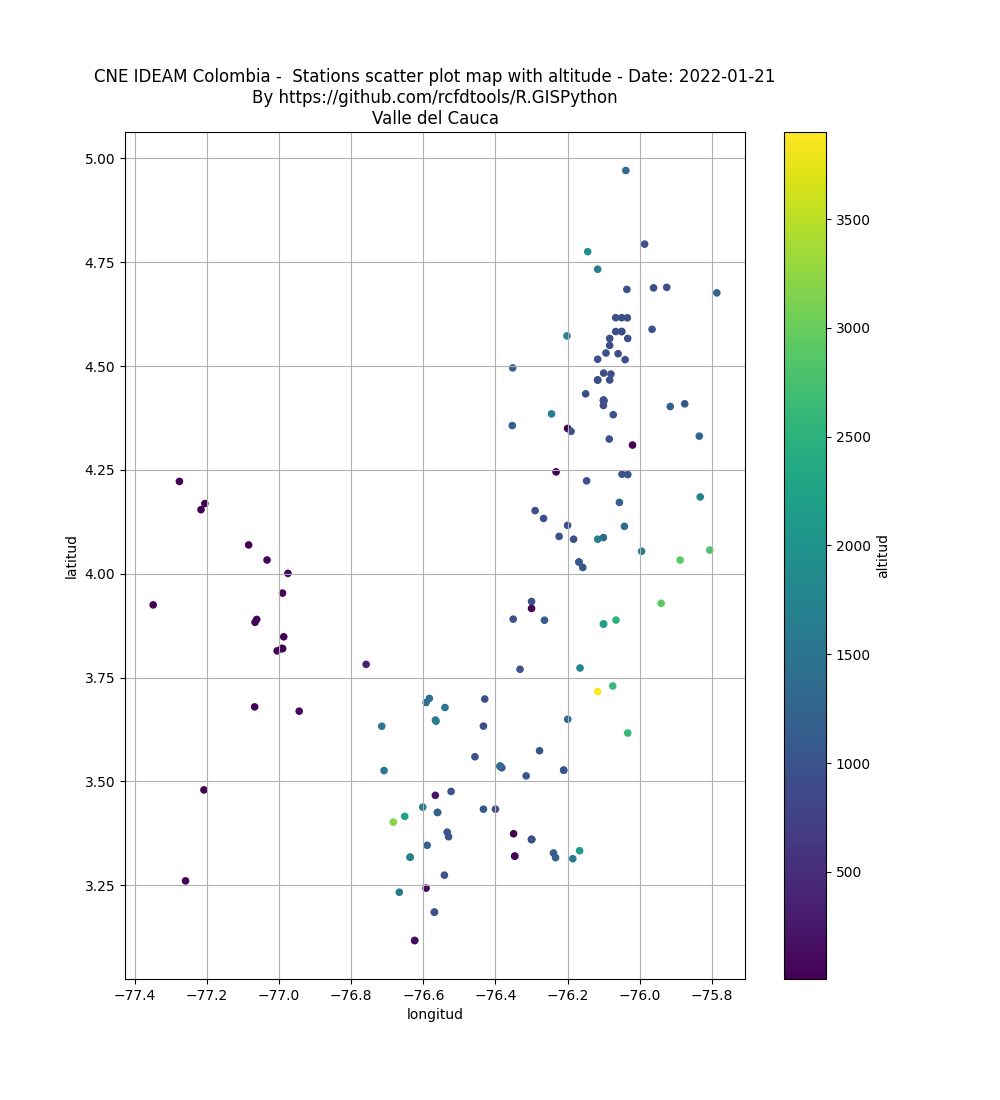 CNE IDEAM Colombia -  Stations scatter plot map with altitude - Date: 2022-01-21
By https://github.com/rcfdtools/R.GISPython
Valle del Cauca
5.00
4.75
4.50
4.25
4.00
3.75
3.50
3.25
latitud
−77.4 −77.2 −77.0 −76.8 −76.6 −76.4 −76.2 −76.0 −75.8
longitud
3500
3000
2500
2000
1500
1000
500
altitud